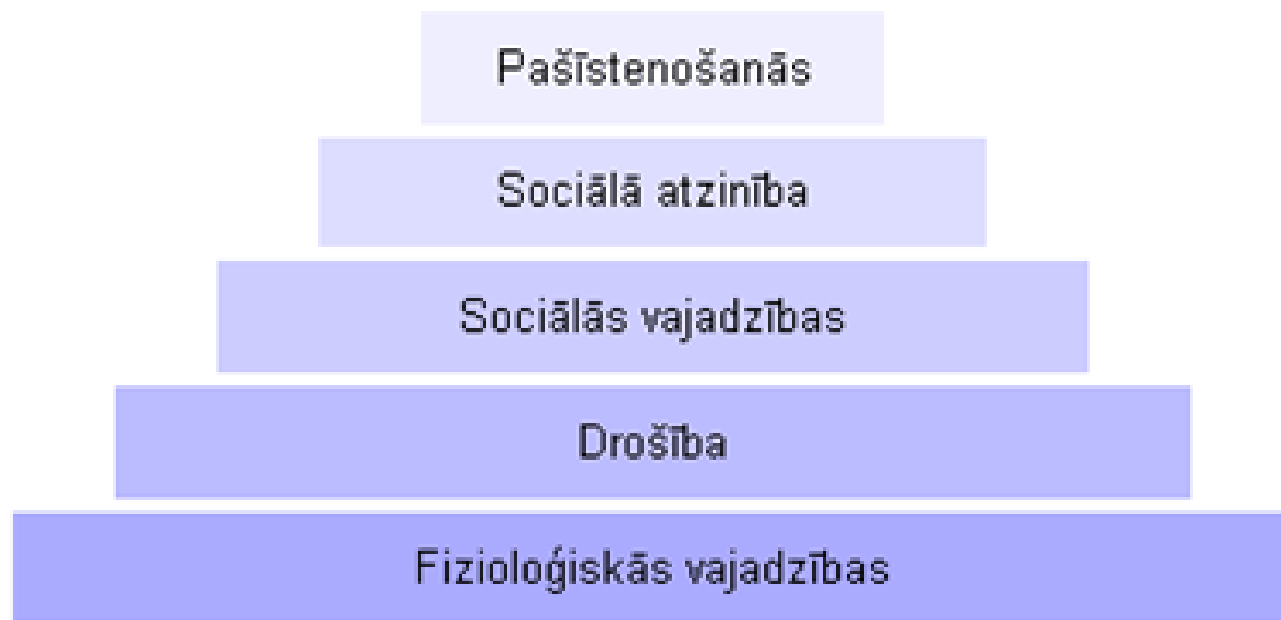 Pašīstenošanās
Sociālā atzinība
Sociālās vajadzības
Drošība
Fizioloģiskās vajadzības